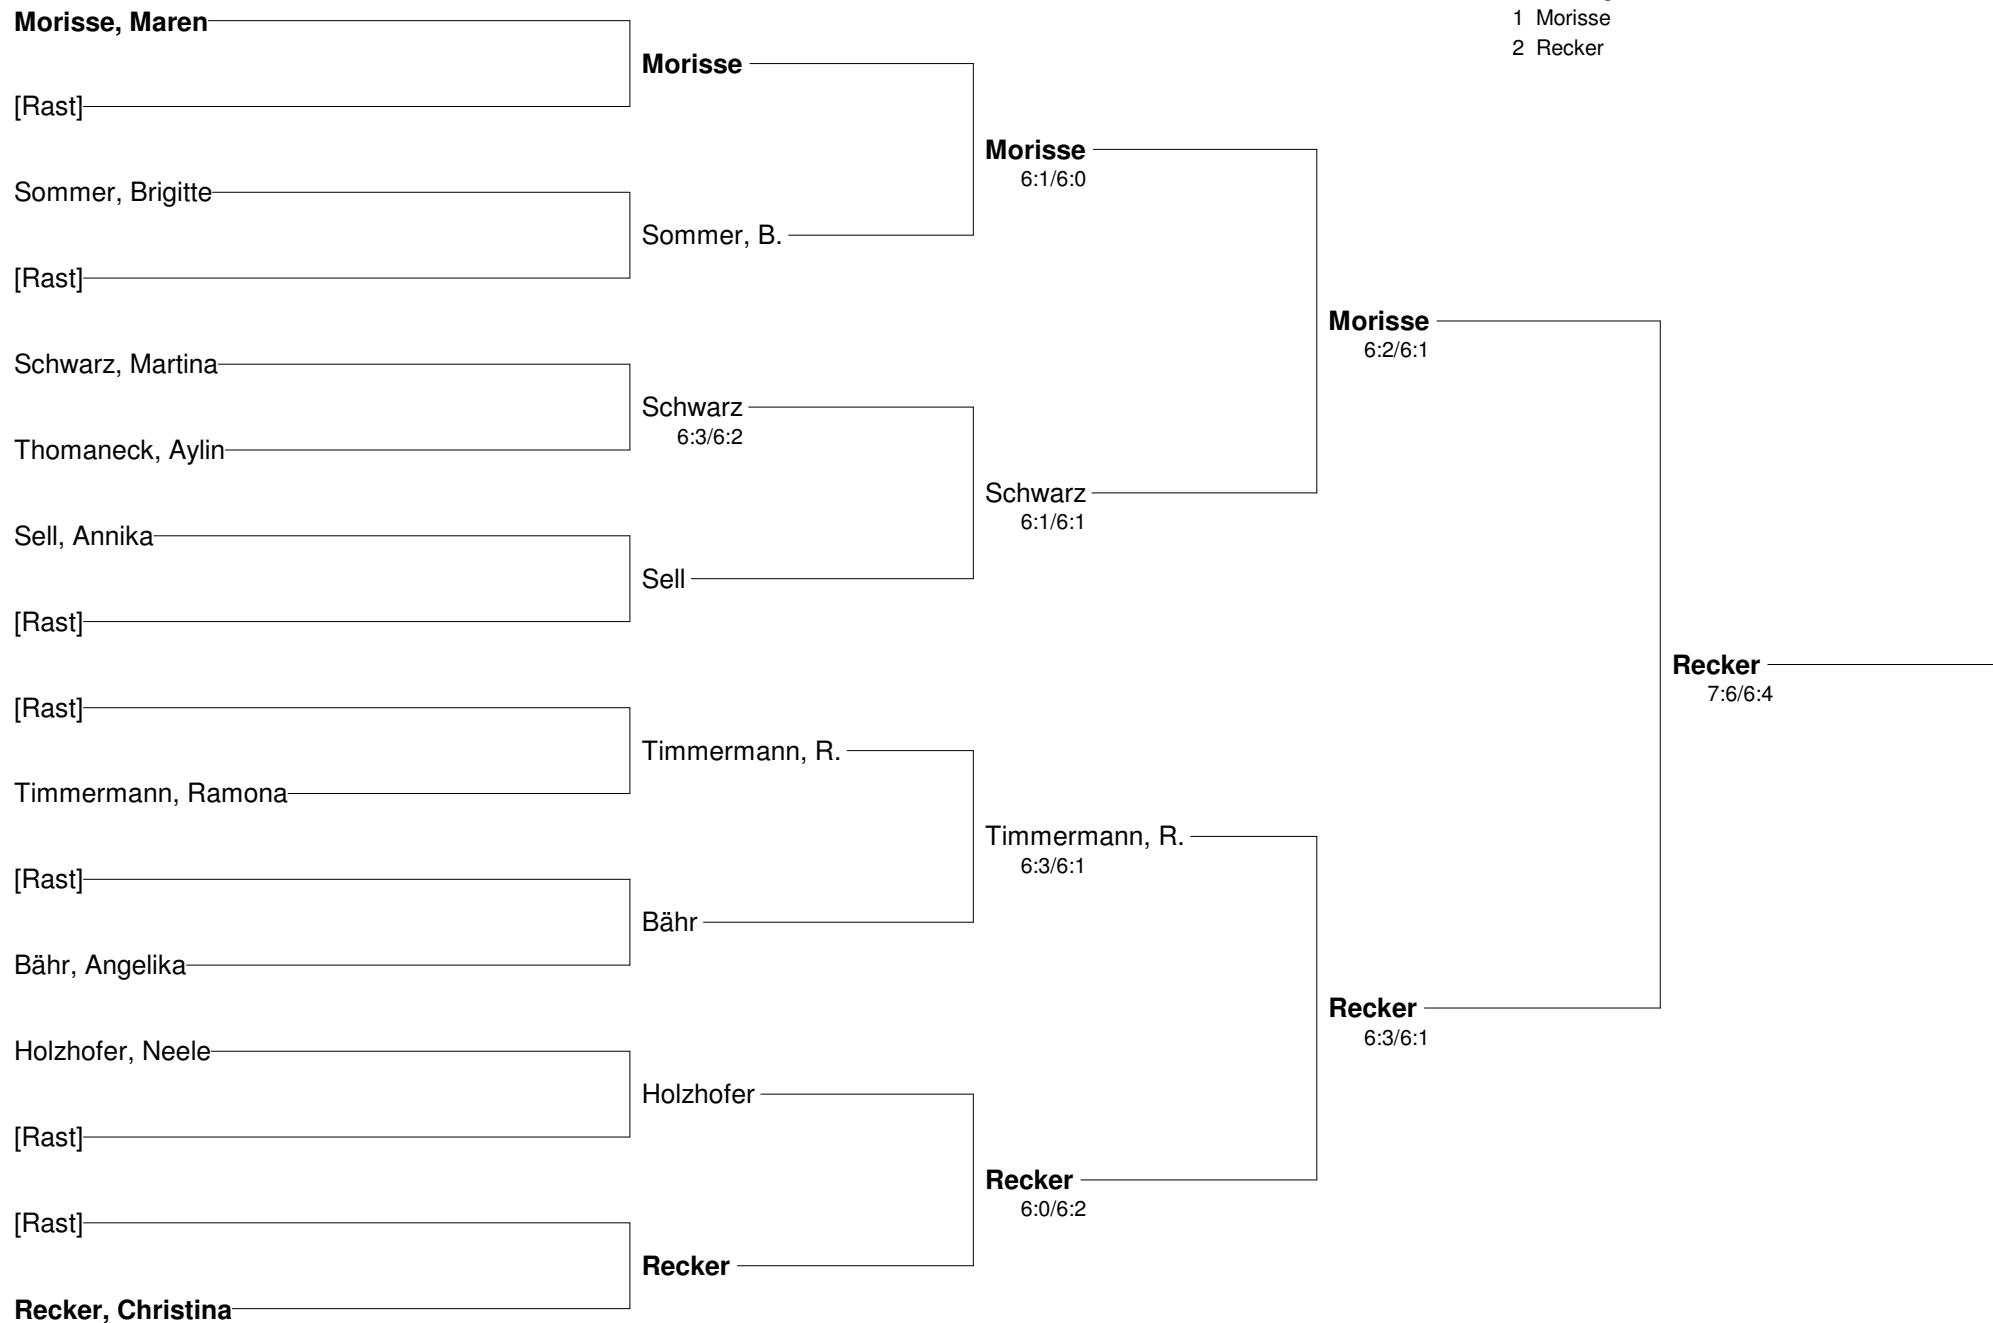 Morisse, Maren
[Rast]
Sommer, Brigitte
[Rast]
Schwarz, Martina
Thomaneck, Aylin
Sell, Annika
[Rast]
[Rast]
Timmermann, Ramona
[Rast]
Bähr, Angelika
Holzhofer, Neele
[Rast]
[Rast]
Recker, Christina
Morisse
Sommer, B.
Schwarz
6:3/6:2
Sell
Timmermann, R.
Bähr
Holzhofer
Recker
Morisse
6:1/6:0
Schwarz
6:1/6:1
Timmermann, R.
6:3/6:1
Recker
6:0/6:2
Morisse
6:2/6:1
Recker
6:3/6:1
Recker
7:6/6:4
1 Morisse
2 Recker